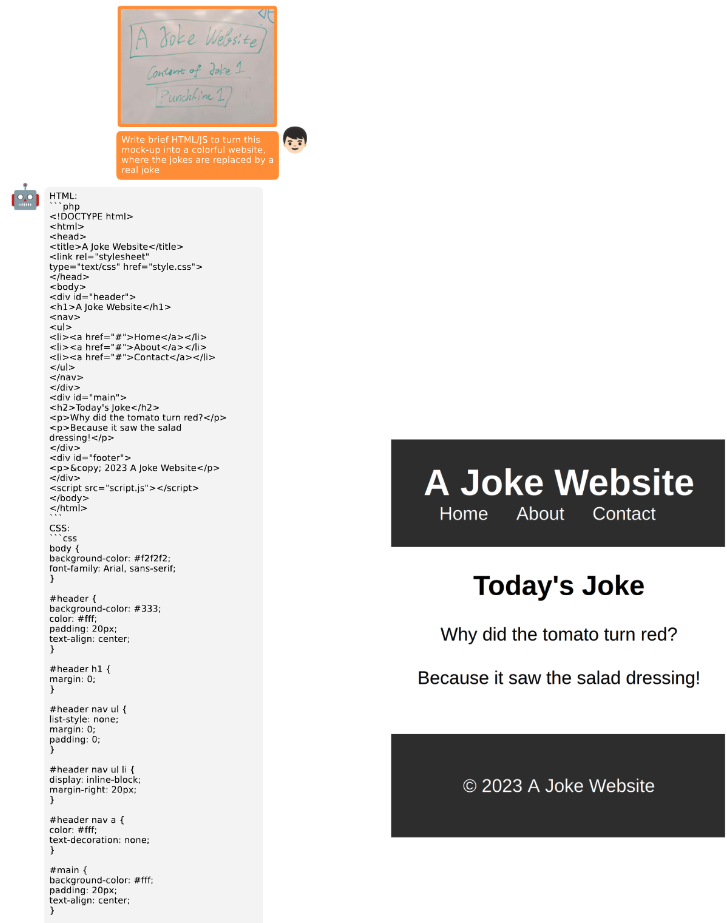 A Joke Website
Content of Joke 1
Punchline 1
Write brief HTML/JS to turn this
mock-up into a colorful website,
where the jokes are replaced by a
real joke
HTML:
```php
<!DOCTYPE html>
<html>
<head>
<title>A Joke Website</title>
<link rel="stylesheet"
type="text/css" href="style.css">
</head>
<body>
<div id="header">
<h1>A Joke Website</h1>
<nav>
<ul>
<li><a href="#">Home</a></li>
<li><a href="#">About</a></li>
<li><a href="#">Contact</a></li>
</ul>
</nav>
</div>
<div id="main">
<h2>Today's Joke</h2>
<p>Why did the tomato turn red?</p>
<p>Because it saw the salad
dressing!</p>
</div>
<div id="footer">
<p>&copy; 2023 A Joke Website</p>
</div>
<script src="script.js"></script>
</body>
</html>
```
CSS:
```css
body {
background-color: #f2f2f2;
font-family: Arial, sans-serif;
}
#header {
background-color: #333;
color: #fff;
padding: 20px;
text-align: center;
}
#header h1 {
margin: 0;
}
#header nav ul {
list-style: none;
margin: 0;
padding: 0;
}
#header nav ul li {
display: inline-block;
margin-right: 20px;
}
#header nav a {
color: #fff;
text-decoration: none;
}
#main {
background-color: #fff;
padding: 20px;
text-align: center;
}
A Joke Website
Home About Contact
Today's Joke
Why did the tomato turn red?
Because it saw the salad dressing!
© 2023 A Joke Website